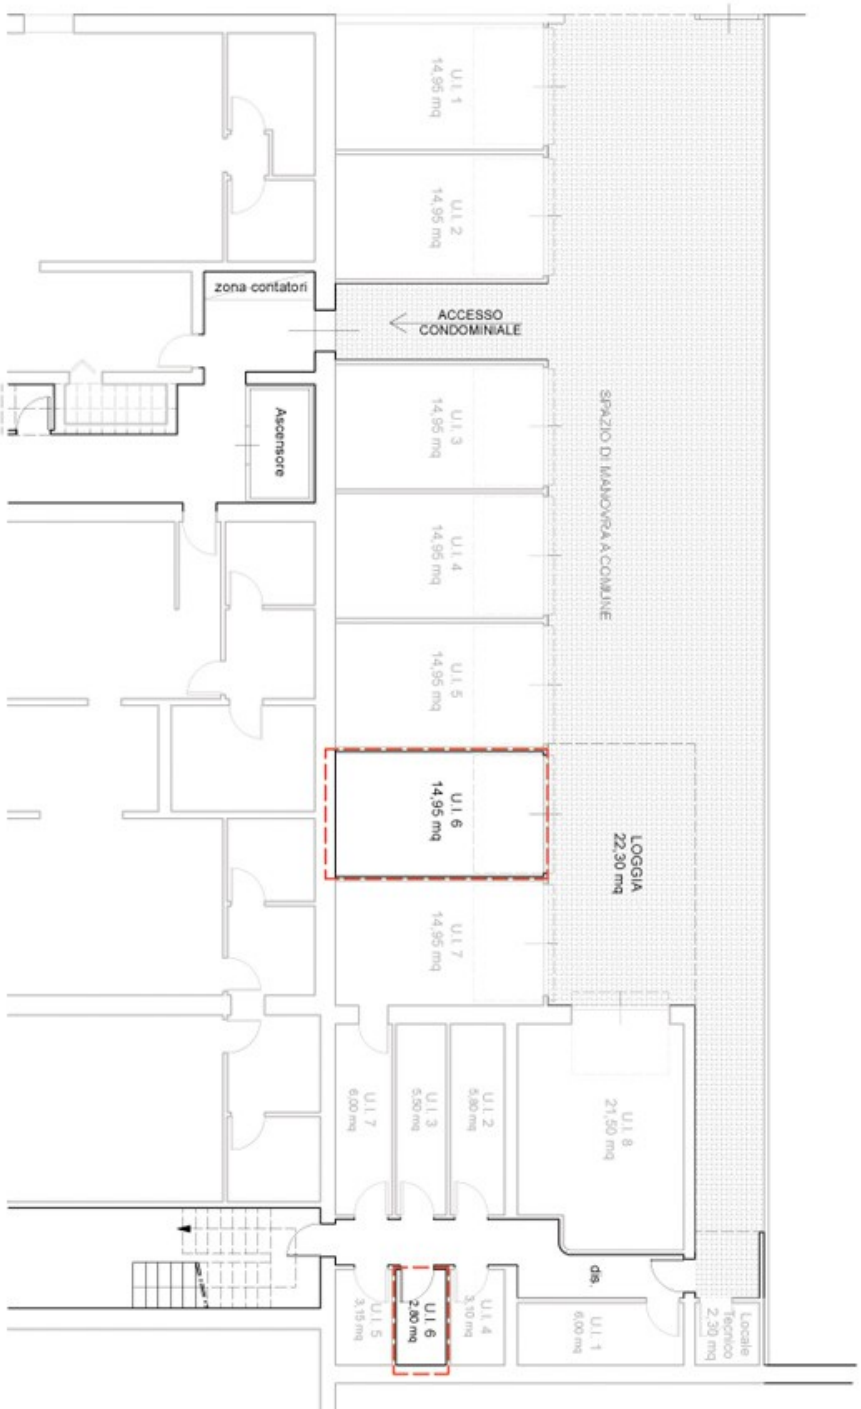 U.I. 1
14,95 mq
U.I. 2
14,95 mq
zona contatori
ACCESSO
CONDOMINIALE
U.I. 3
14,95 mq
Ascensore
SPAZIO DI MANOVRA A COMUNE
U.I. 4
14,95 mq
U.I. 5
14,95 mq
U.I. 6
14,95 mq
LOGGIA
22,30 mq
U.I. 7
14,95 mq
U.I. 7
6,00 mq
U.I. 3
5,50 mq
U.I. 2
5,80 mq
U.I. 8
21,50 mq
dis.
U.I. 5
3,15 mq
U.I. 6
2,80 mq
U.I. 4
3,10 mq
U.I. 1
6,00 mq
Locale
Tecnico
2,30 mq